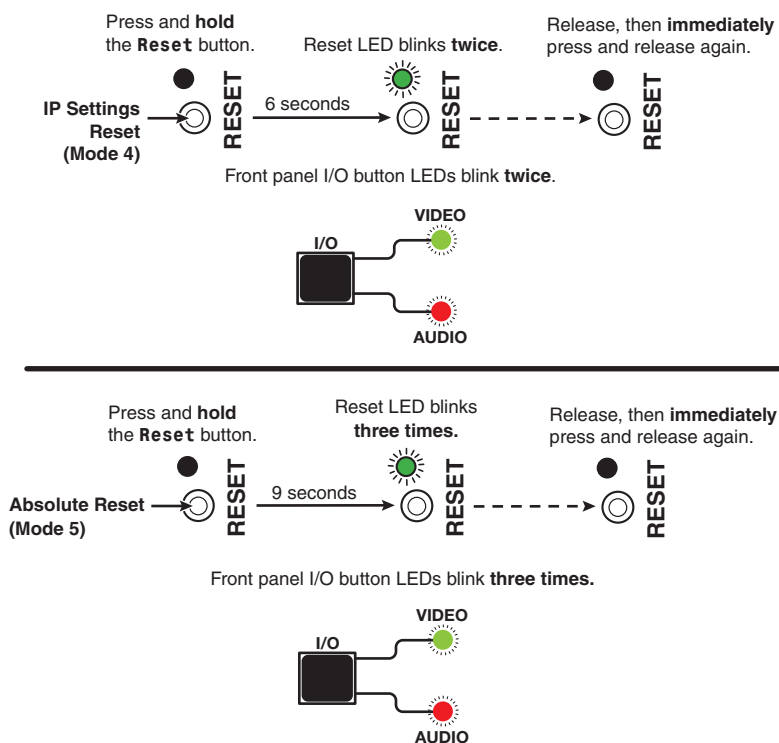 Press and hold
the Reset button.
Reset LED blinks twice.
Release, then immediately
press and release again.
IP Settings
Reset
(Mode 4)
RESET
6 seconds
RESET
RESET
Front panel I/O button LEDs blink twice.
VIDEO
I/O
AUDIO
Press and hold
the Reset button.
Reset LED blinks
three times.
Release, then immediately
press and release again.
Absolute Reset
(Mode 5)
RESET
9 seconds
RESET
RESET
Front panel I/O button LEDs blink three times.
VIDEO
I/O
AUDIO